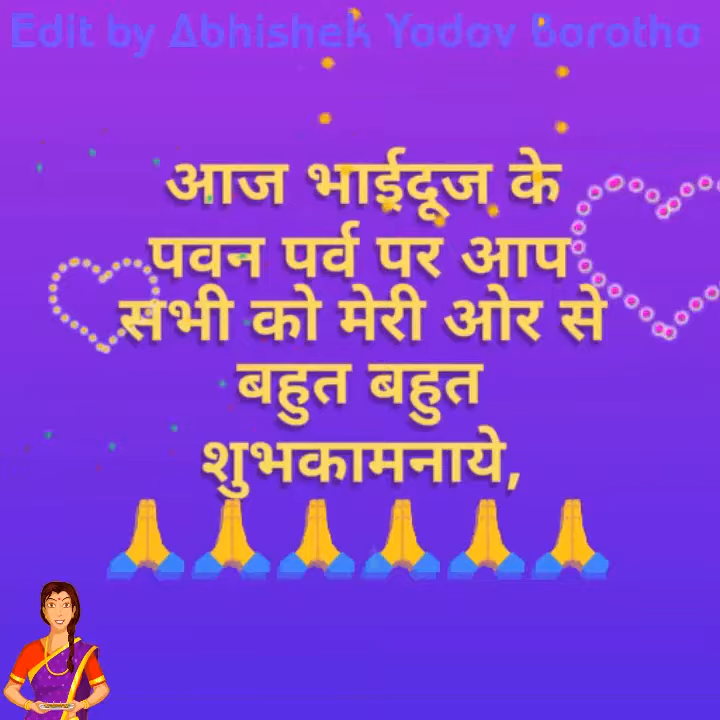 Edit by Abhishek Yadav Barotha
आज भाईदूज के
पवन पर्व पर आप
सभी को मेरी ओर से
बहुत बहुत
शुभकामनाये,